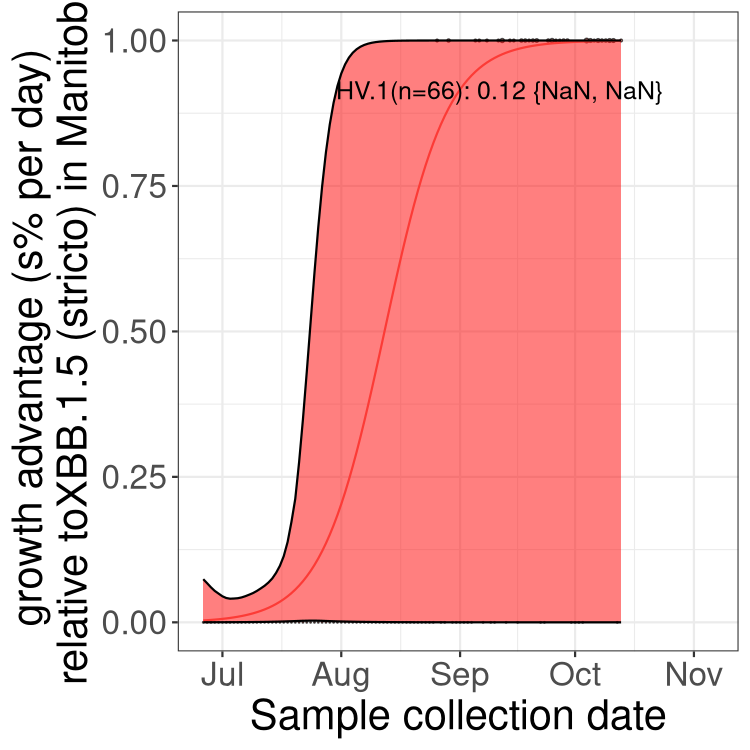 growth advantage (s% per day)
relative toXBB.1.5 (stricto) in Manitob
1.00
0.75
0.50
0.25
0.00
HV.1(n=66): 0.12 {NaN, NaN}
Jul Aug Sep Oct Nov
Sample collection date